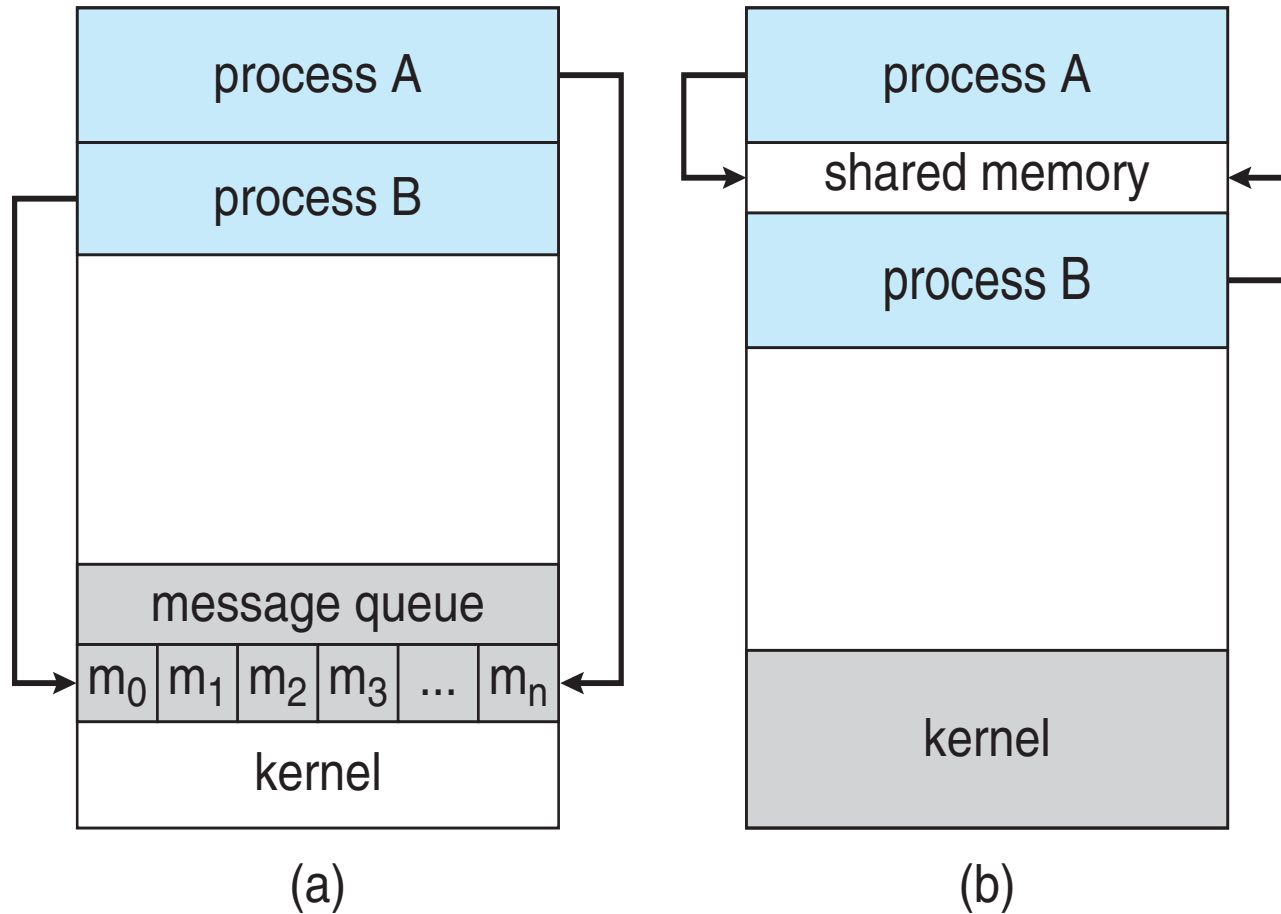 process A
process B
message queue
m0 m1 m2 m3 ... mn
kernel
(a)
process A
shared memory
process B
kernel
(b)